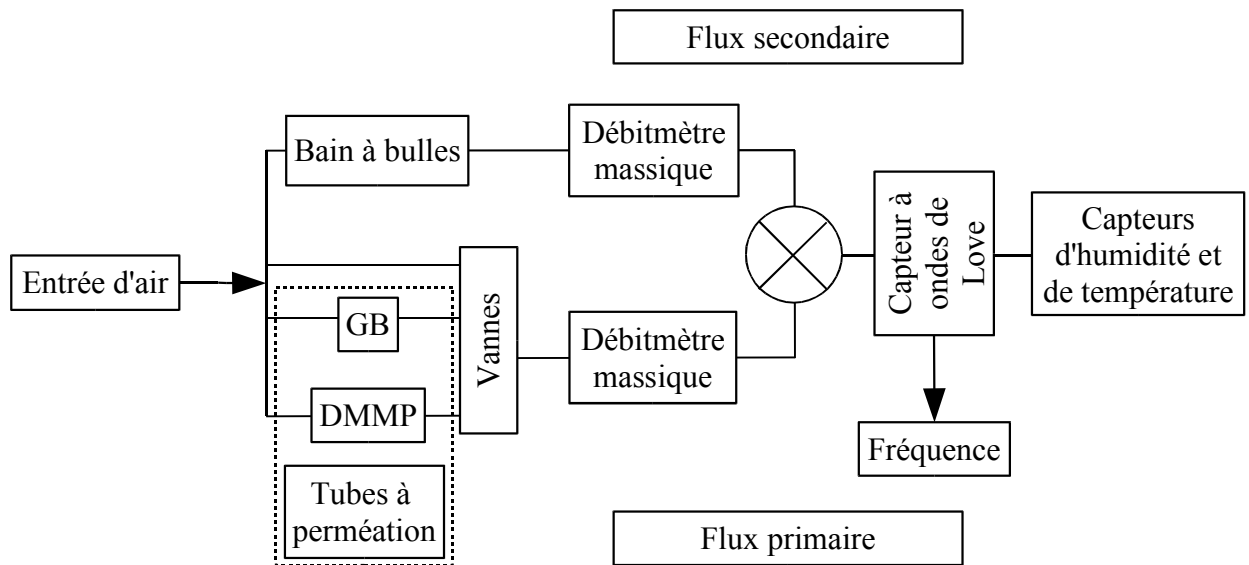 Flux secondaire
Bain à bulles
Débitmètre
massique
Capteur à
ondes de
Love
Capteurs
d'humidité et
de température
Entrée d'air
GB
Vannes
Débitmètre
massique
DMMP
Fréquence
Tubes à
perméation
Flux primaire